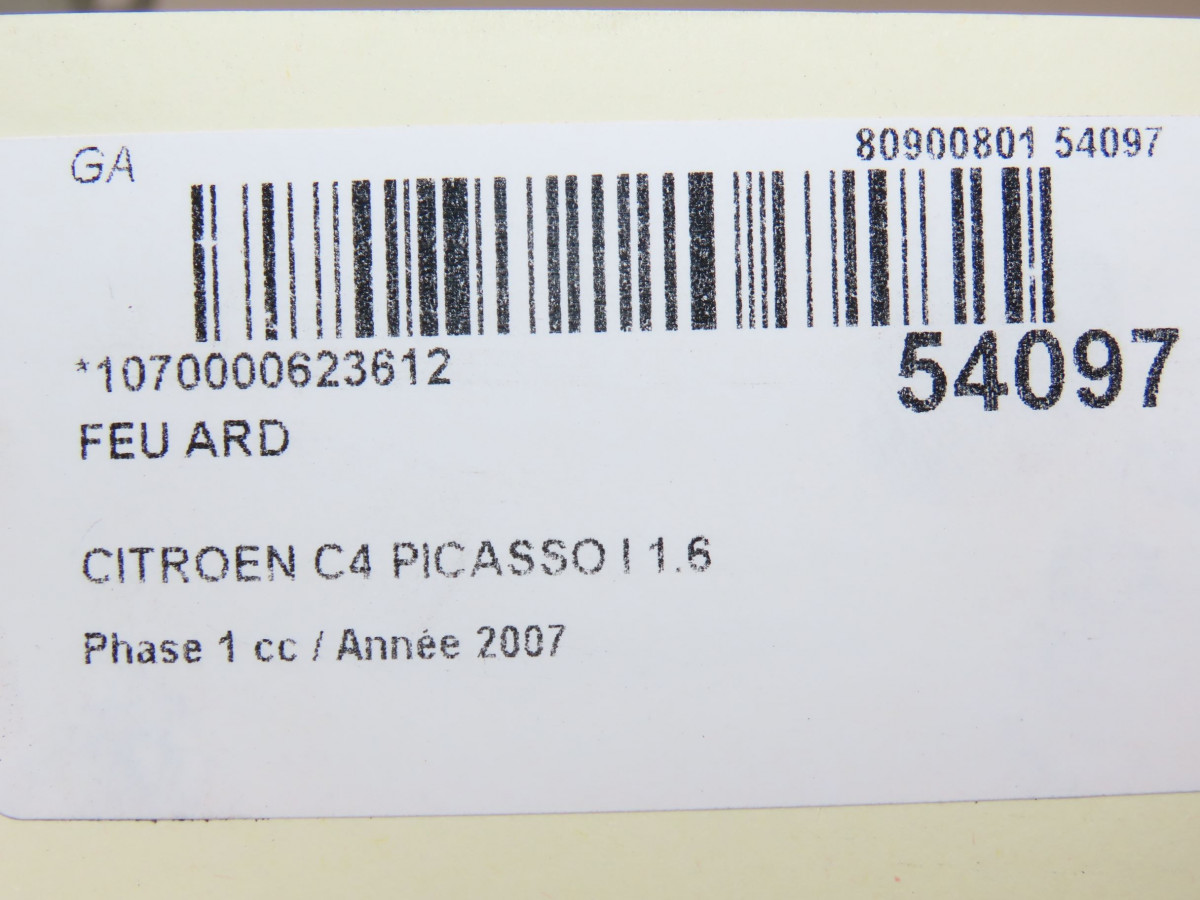 GA
80900801 54097
*1070000623612
54097
FEU ARD
CITROEN C4 PICASSO I 1.6
Phase 1 cc / Année 2007